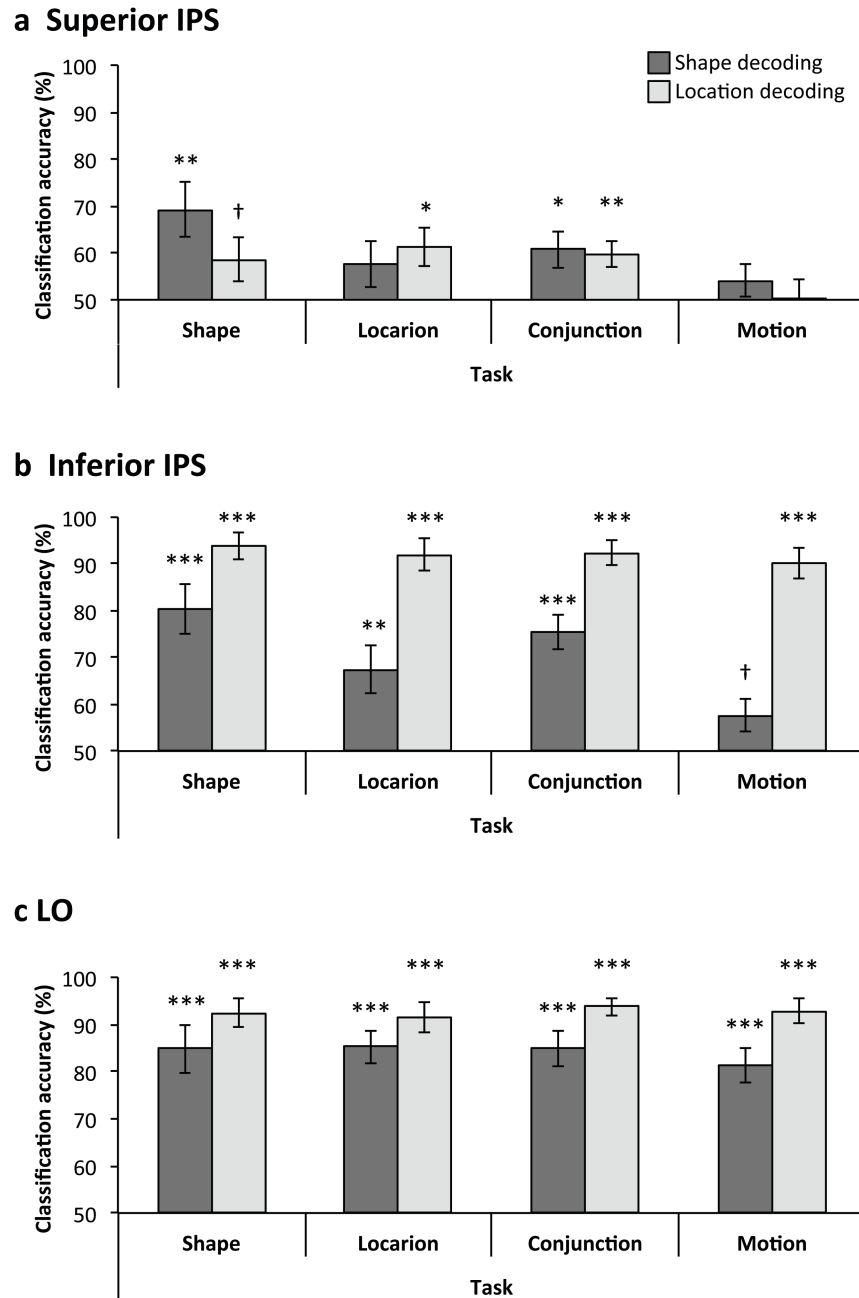 a Superior IPS
Classification accuracy (%)
100
90
80
70
60
50
Shape decoding
Location decoding
** † * * **
Shape Locarion Conjunction Motion
Task
b Inferior IPS
Classification accuracy (%)
100
90
80
70
60
50
*** *** ** *** *** *** † ***
Shape Locarion Conjunction Motion
Task
c LO
Classification accuracy (%)
100
90
80
70
60
50
*** *** *** *** *** *** *** ***
Shape Locarion Conjunction Motion
Task